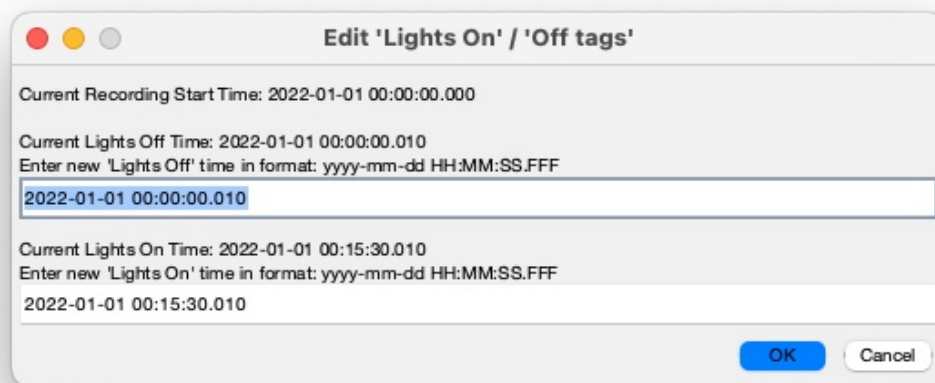 Edit 'Lights On' / 'Off tags'
Current Recording Start Time: 2022-01-01 00:00:00.000
Current Lights Off Time: 2022-01-01 00:00:00.010
Enter new 'Lights Off' time in format: yyyy-mm-dd HH:MM:SS.FFF
2022-01-01 00:00:00.010
Current Lights On Time: 2022-01-01 00:15:30.010
Enter new 'Lights On' time in format: yyyy-mm-dd HH:MM:SS.FFF
2022-01-01 00:15:30.010
OK Cancel